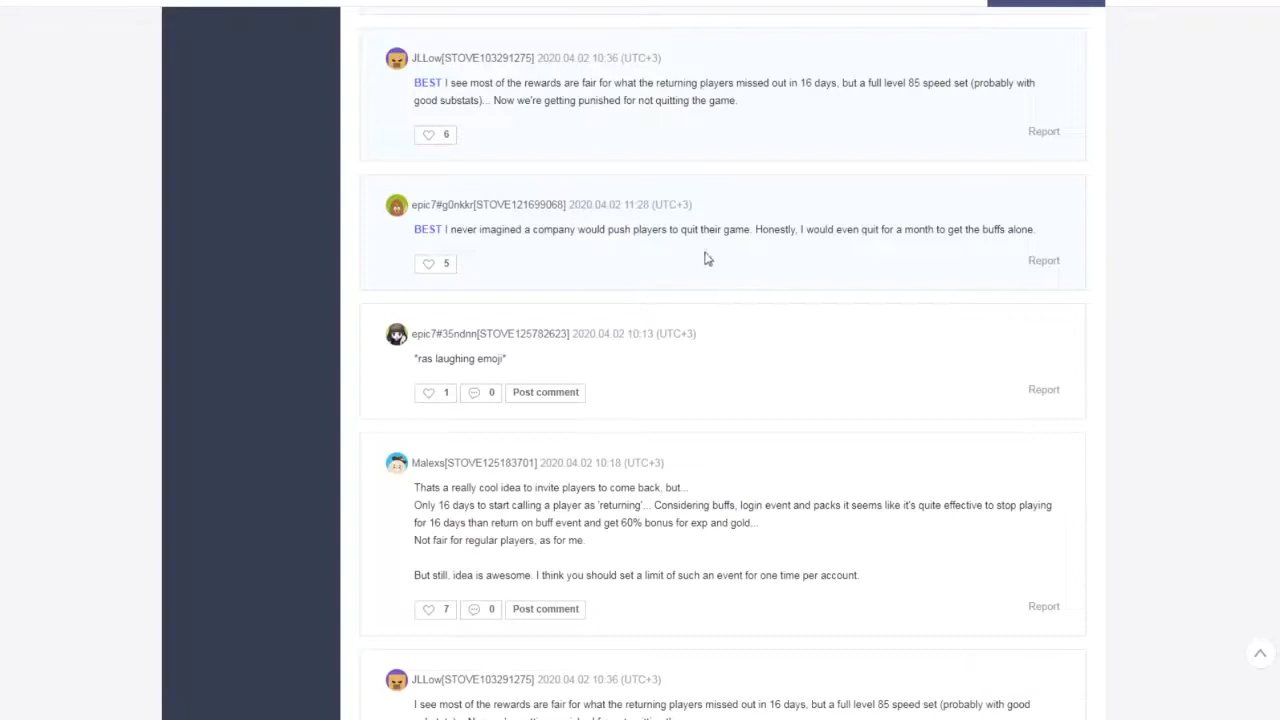 JLLow[STOVE103291275] 2020.04.02 10:36 (UTC+3)
BEST I see most of the rewards are fair for what the returning players missed out in 16 days, but a full level 85 speed set (probably with
good substats)... Now we're getting punished for not quitting the game.
6
Report
epic7#g0nkkr[STOVE121699068] 2020.04.02 11:28 (UTC+3)
BEST I never imagined a company would push players to quit their game. Honestly, I would even quit for a month to get the buffs alone.
5
Report
epic7#35ndnn[STOVE125782623] 2020.04.02 10:13 (UTC+3)
*ras laughing emoji*
1 0 Post comment
Report
Malexs[STOVE125183701] 2020.04.02 10:18 (UTC+3)
Thats a really cool idea to invite players to come back, but...
Only 16 days to start calling a player as 'returning'... Considering buffs, login event and packs it seems like it's quite effective to stop playing
for 16 days than return on buff event and get 60% bonus for exp and gold...
Not fair for regular players, as for me.
But still, idea is awesome. I think you should set a limit of such an event for one time per account.
7 0 Post comment
Report
JLLow[STOVE103291275] 2020.04.02 10:36 (UTC+3)
I see most of the rewards are fair for what the returning players missed out in 16 days, but a full level 85 speed set (probably with good